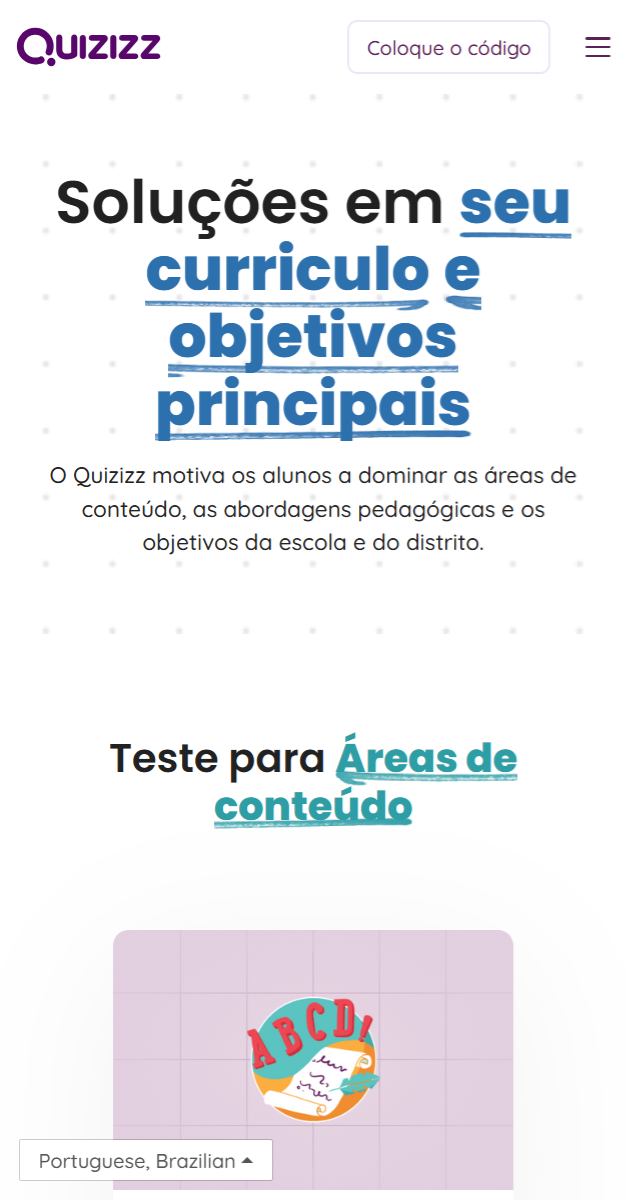 Quizizz
Coloque o código
Soluções em seu
curriculo e
objetivos
principais
O Quizizz motiva os alunos a dominar as áreas de
conteúdo, as abordagens pedagógicas e os
objetivos da escola e do distrito.
Teste para Áreas de
conteúdo
ABCD!
Portuguese, Brazilian